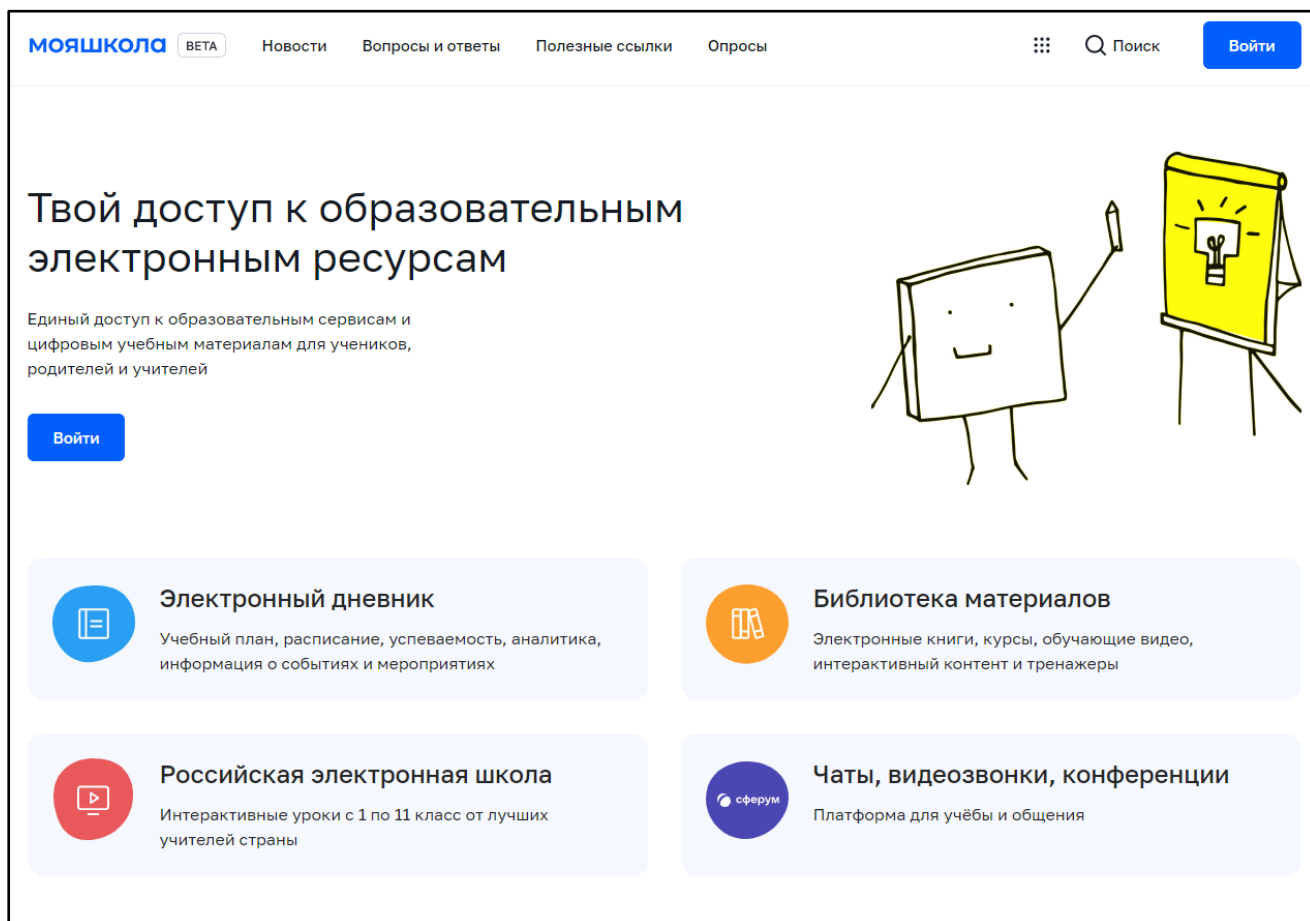 мояшкола BETA Новости Вопросы и ответы Полезные ссылки Опросы Поиск Войти
Твой доступ к образовательным
электронным ресурсам
Единый доступ к образовательным сервисам и
цифровым учебным материалам для учеников,
родителей и учителей
Войти
Электронный дневник
Учебный план, расписание, успеваемость, аналитика,
информация о событиях и мероприятиях
Библиотека материалов
Электронные книги, курсы, обучающие видео,
интерактивный контент и тренажеры
Российская электронная школа
Интерактивные уроки с 1 по 11 класс от лучших
учителей страны
сферум
Чаты, видеозвонки, конференции
Платформа для учёбы и общения